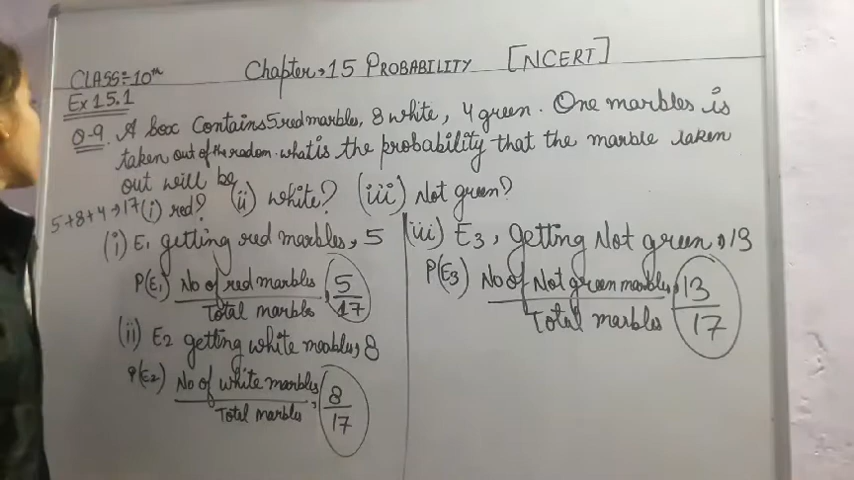 CLASS:-10th
Chapter, 15 PROBABILITY [NCERT]
Ex 15.1
Q-9. A box Contains 5 red marbles, 8 white, 4 green. One marbles is
taken out of the radom. what is the probability that the marble taken
out will be
5+8+4→17 (i) red? (ii) white? (iii) Not green?
(i) E1 getting red marbles, 5
P(E1) No of red marbles / Total marbles, 5/17
(ii) E2 getting white meables, 8
P(E2) No of white marbles / Total marbles, 8/17
(iii) E3, getting Not green, 13
P(E3) No of Not green marbles / Total marbles, 13/17